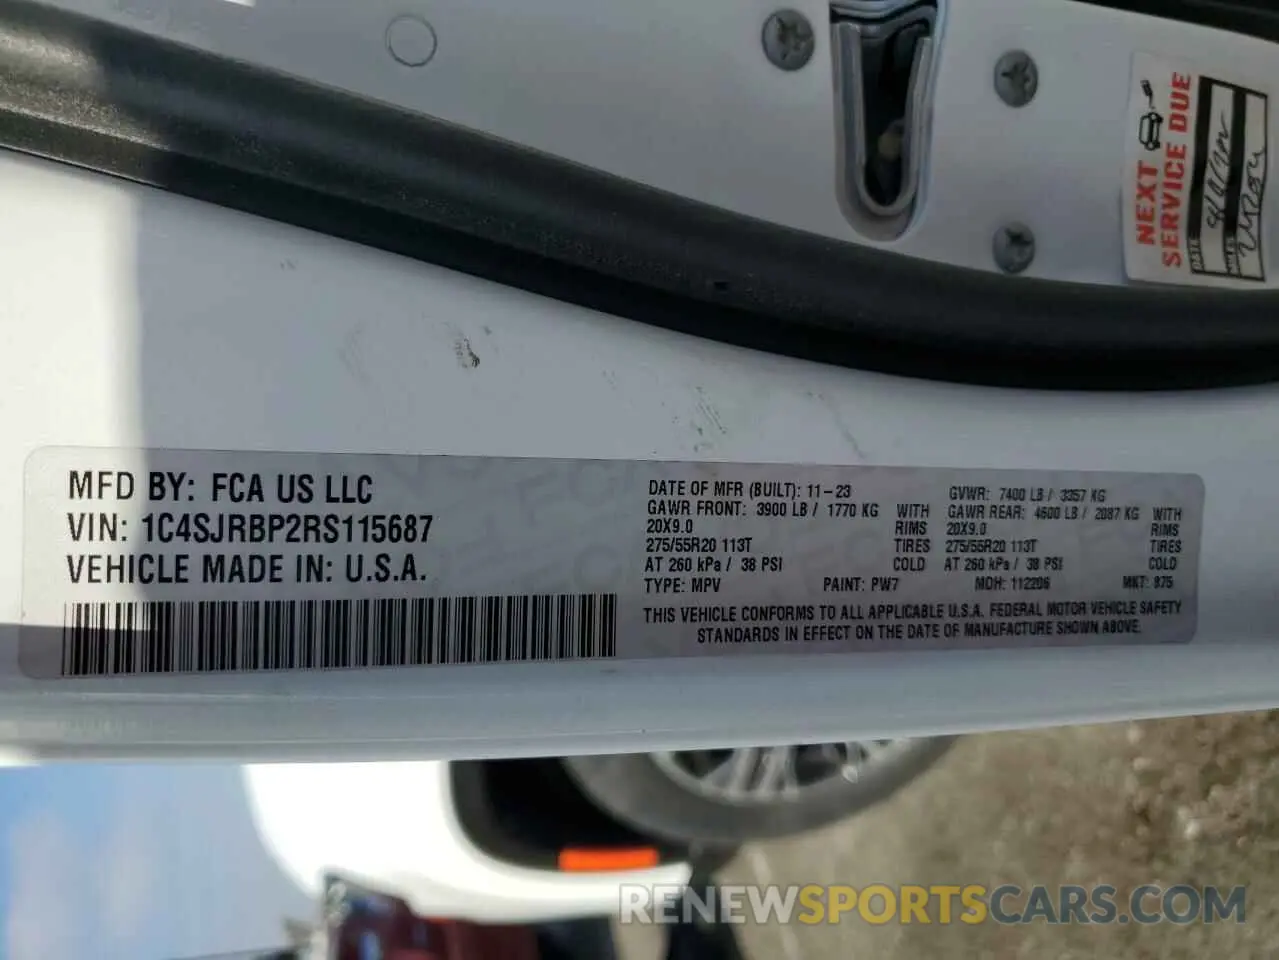 NEXT
SERVICE DUE
DATE
MFD BY: FCA US LLC
VIN: 1C4SJRBP2RS115687
VEHICLE MADE IN: U.S.A.
DATE OF MFR (BUILT): 11-23 GVWR: 7400 LB / 3357 KG
GAWR FRONT: 3900 LB / 1770 KG WITH GAWR REAR: 4600 LB / 2087 KG WITH
20X9.0 RIMS 20X9.0 RIMS
275/55R20 113T TIRES 275/55R20 113T TIRES
AT 260 kPa / 38 PSI COLD AT 260 kPa / 38 PSI COLD
TYPE: MPV PAINT: PW7 MDH: 112206 MKT: 875
THIS VEHICLE CONFORMS TO ALL APPLICABLE U.S.A. FEDERAL MOTOR VEHICLE SAFETY
STANDARDS IN EFFECT ON THE DATE OF MANUFACTURE SHOWN ABOVE.
RENEWSPORTSCARS.COM